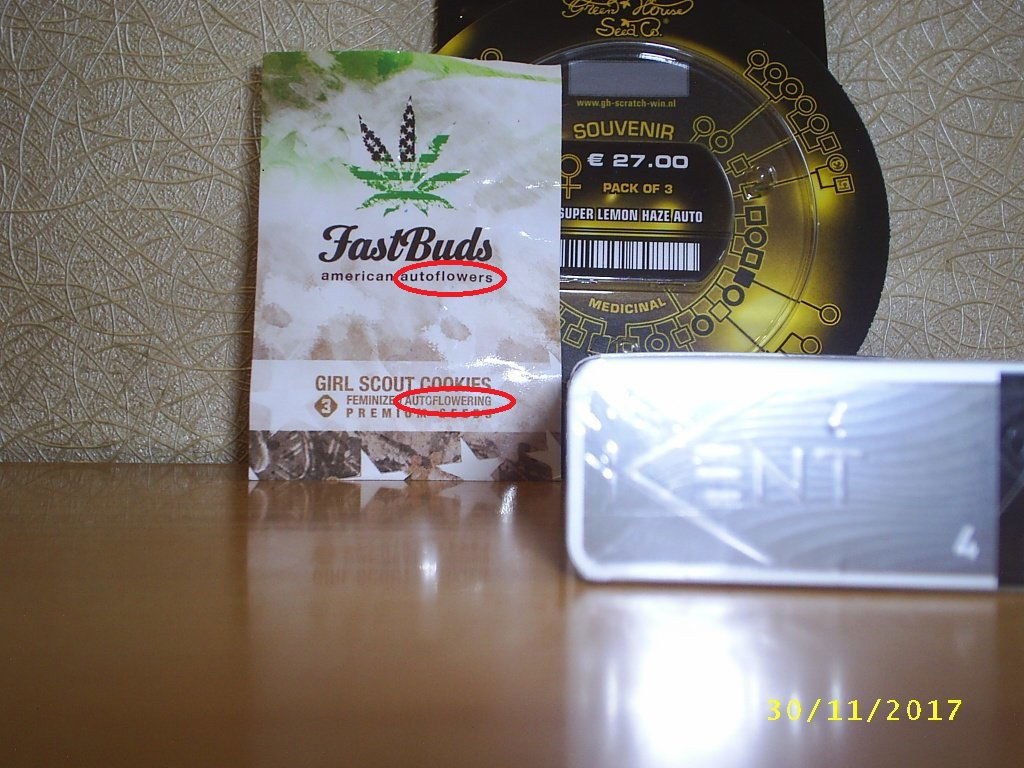 Green House
Seed Co.
www.gh-scratch-win.nl
SOUVENIR
€ 27.00
PACK OF 3
SUPER LEMON HAZE AUTO
MEDICINAL
FastBuds
american autoflowers
GIRL SCOUT COOKIES
3 FEMINIZED AUTOFLOWERING
PREMIUM SEEDS
KENT
4
30/11/2017